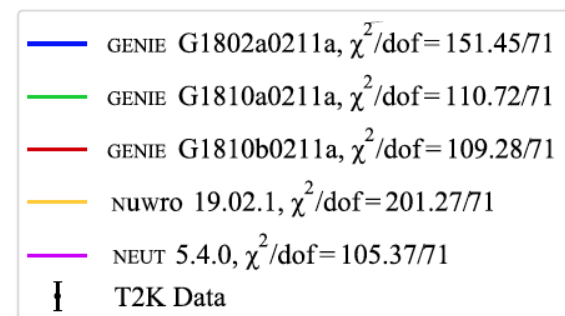 GENIE G1802a0211a, χ²/dof=151.45/71
GENIE G1810a0211a, χ²/dof=110.72/71
GENIE G1810b0211a, χ²/dof=109.28/71
NUWRO 19.02.1, χ²/dof=201.27/71
NEUT 5.4.0, χ²/dof=105.37/71
T2K Data